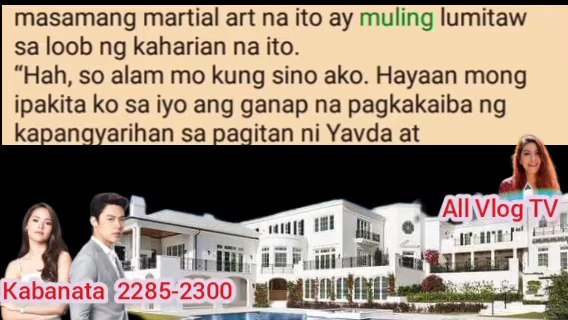 masamang martial art na ito ay muling lumitaw
sa loob ng kaharian na ito.
“Hah, so alam mo kung sino ako. Hayaan mong
ipakita ko sa iyo ang ganap na pagkakaiba ng
kapangyarihan sa pagitan ni Yavda at
All Vlog TV
Kabanata 2285-2300